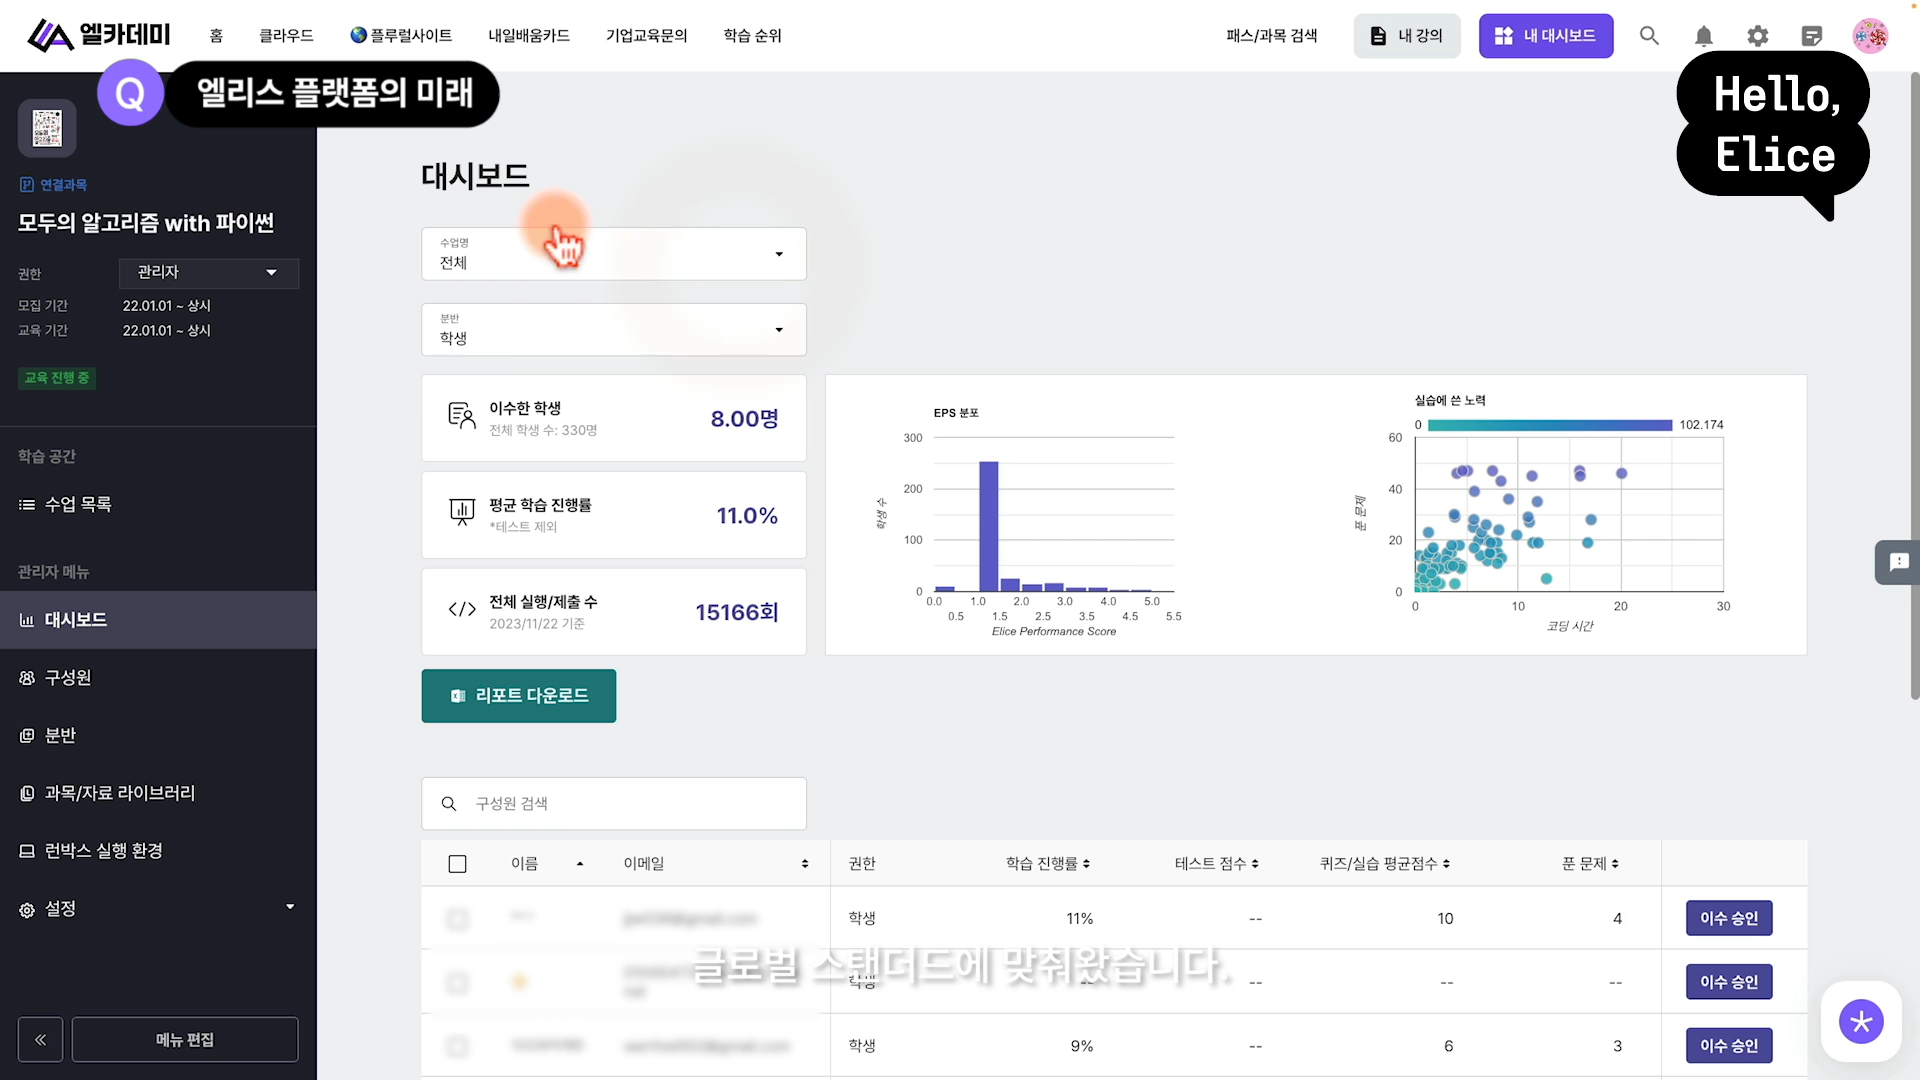 엘카데미
홈
클라우드
플루럴사이트
내일배움카드
기업교육문의
학습 순위
패스/과목 검색
내 강의
내 대시보드
Q
엘리스 플랫폼의 미래
Hello,
Elice
연결과목
모두의 알고리즘 with 파이썬
권한
관리자
모집 기간
22.01.01 ~ 상시
교육 기간
22.01.01 ~ 상시
교육 진행 중
학습 공간
수업 목록
관리자 메뉴
대시보드
구성원
분반
과목/자료 라이브러리
런박스 실행 환경
설정
메뉴 편집
대시보드
수업명
전체
분반
학생
이수한 학생
전체 학생 수: 330명
8.00명
평균 학습 진행률
*테스트 제외
11.0%
전체 실행/제출 수
2023/11/22 기준
15166회
EPS 분포
300
200
100
0
학생 수
0.0 1.0 2.0 3.0 4.0 5.0
0.5 1.5 2.5 3.5 4.5 5.5
Elice Performance Score
실습에 쓴 노력
0 102.174
60
40
20
0
푼 문제
0 10 20 30
코딩 시간
리포트 다운로드
구성원 검색
이름 이메일 권한 학습 진행률 테스트 점수 퀴즈/실습 평균점수 푼 문제
학생 11% -- 10 4 이수 승인
학생 -- -- -- -- 이수 승인
글로벌 스탠더드에 맞춰왔습니다.
학생 9% -- 6 3 이수 승인